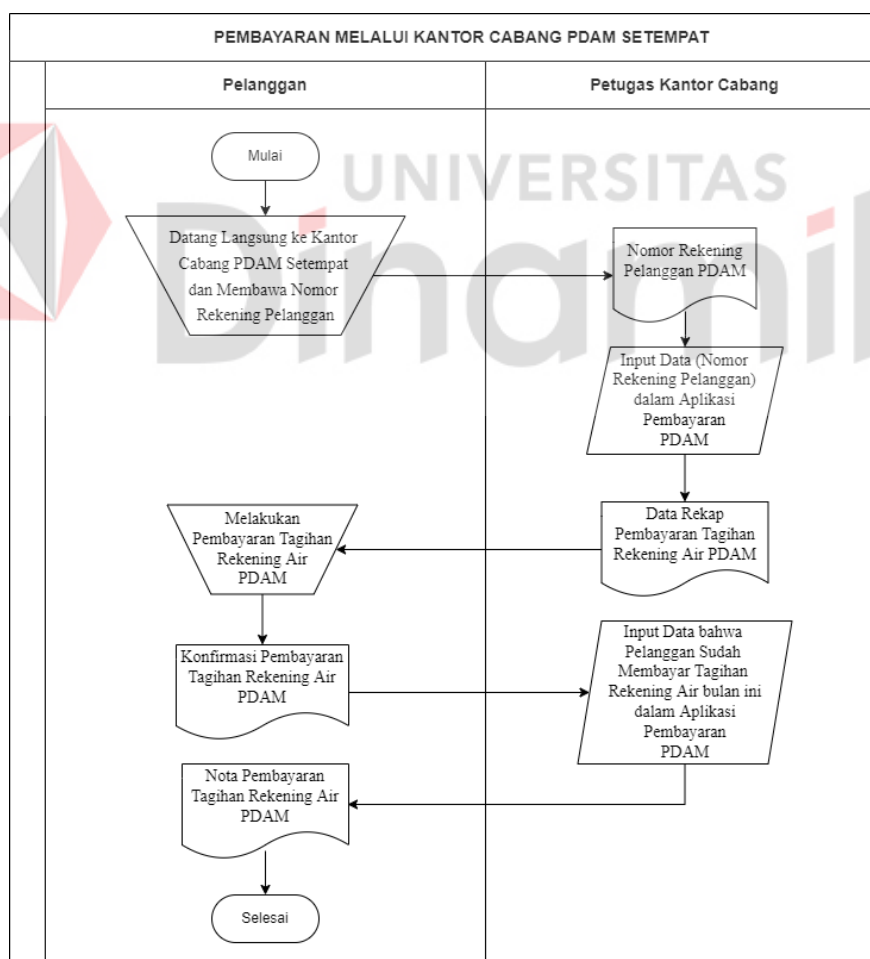 PEMBAYARAN MELALUI KANTOR CABANG PDAM SETEMPAT
Pelanggan
Petugas Kantor Cabang
UNIVERSITAS
Dinamik
Mulai
Datang Langsung ke Kantor
Cabang PDAM Setempat
dan Membawa Nomor
Rekening Pelanggan
Nomor Rekening
Pelanggan PDAM
Input Data (Nomor
Rekening Pelanggan)
dalam Aplikasi
Pembayaran
PDAM
Data Rekap
Pembayaran Tagihan
Rekening Air PDAM
Melakukan
Pembayaran Tagihan
Rekening Air
PDAM
Konfirmasi Pembayaran
Tagihan Rekening Air
PDAM
Input Data bahwa
Pelanggan Sudah
Membayar Tagihan
Rekening Air bulan ini
dalam Aplikasi
Pembayaran
PDAM
Nota Pembayaran
Tagihan Rekening Air
PDAM
Selesai